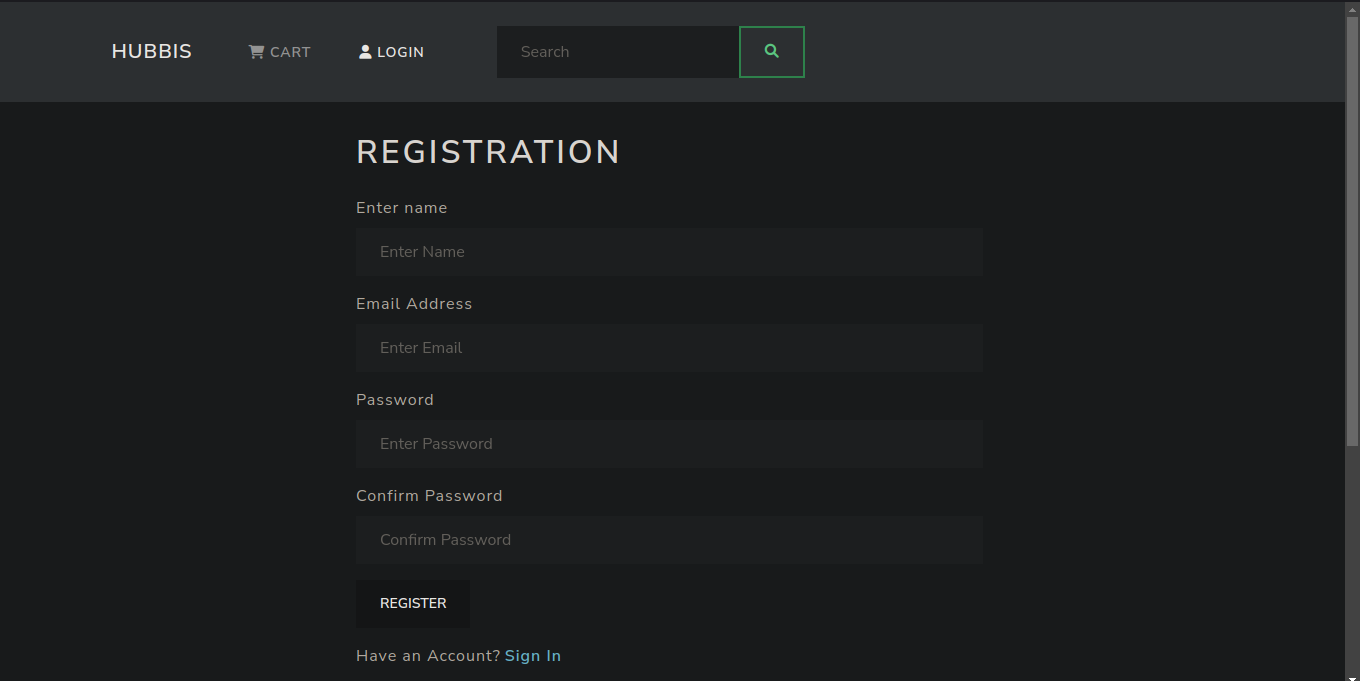 HUBBIS CART LOGIN Search
REGISTRATION
Enter name
Enter Name
Email Address
Enter Email
Password
Enter Password
Confirm Password
Confirm Password
REGISTER
Have an Account? Sign In